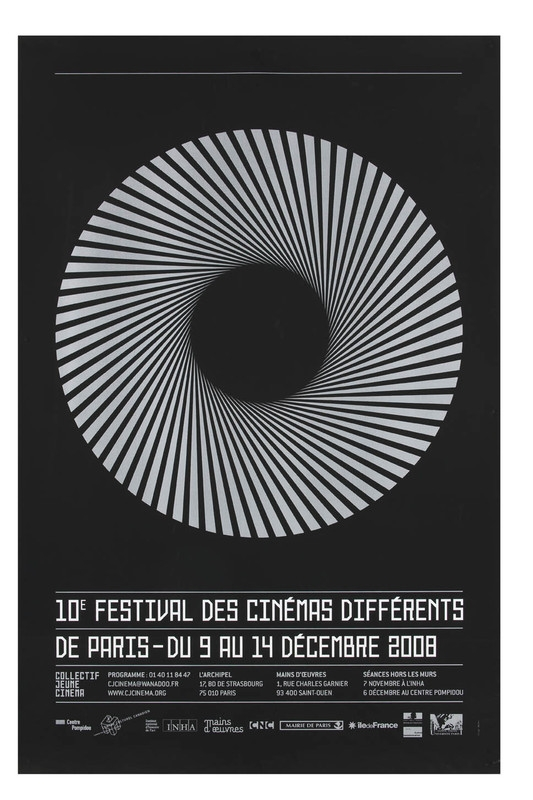 10E FESTIVAL DES CINÉMAS DIFFÉRENTS
DE PARIS – DU 9 AU 14 DÉCEMBRE 2008
COLLECTIF
JEUNE
CINEMA
PROGRAMME : 01 40 11 84 47
CJCINEMA@WANADOO.FR
WWW.CJCINEMA.ORG
L'ARCHIPEL
17, BD DE STRASBOURG
75 010 PARIS
MAINS D'ŒUVRES
1, RUE CHARLES GARNIER
93 400 SAINT-OUEN
SÉANCES HORS LES MURS
7 NOVEMBRE À L'INHA
6 DÉCEMBRE AU CENTRE POMPIDOU
Centre
Pompidou
INHA
mains
d'œuvres
CNC
MAIRIE DE PARIS
îledeFrance